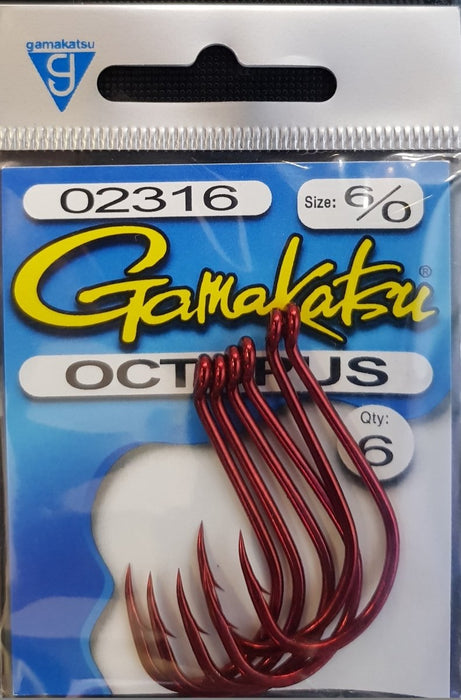 gamakatsu
02316
Size: 6/0
Gamakatsu®
OCTOPUS
Qty:
6